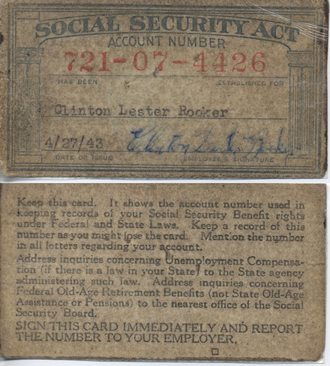 SOCIAL SECURITY ACT
ACCOUNT NUMBER
721-07-4426
HAS BEEN ESTABLISHED FOR
Clinton Lester Rooker
4/27/43 Clinton Lester Rooker
DATE OF ISSUE EMPLOYEE'S SIGNATURE
Keep this card. It shows the account number used in
keeping records of your Social Security Benefit rights
under Federal and State Laws. Keep a record of this
number as you might lose the card. Mention the number
in all letters regarding your account.
Address inquiries concerning Unemployment Compensa-
tion (if there is a law in your State) to the State agency
administering such law. Address inquiries concerning
Federal Old-Age Retirement Benefits (not State Old-Age
Assistance or Pensions) to the nearest office of the Social
Security Board.
SIGN THIS CARD IMMEDIATELY AND REPORT
THE NUMBER TO YOUR EMPLOYER.